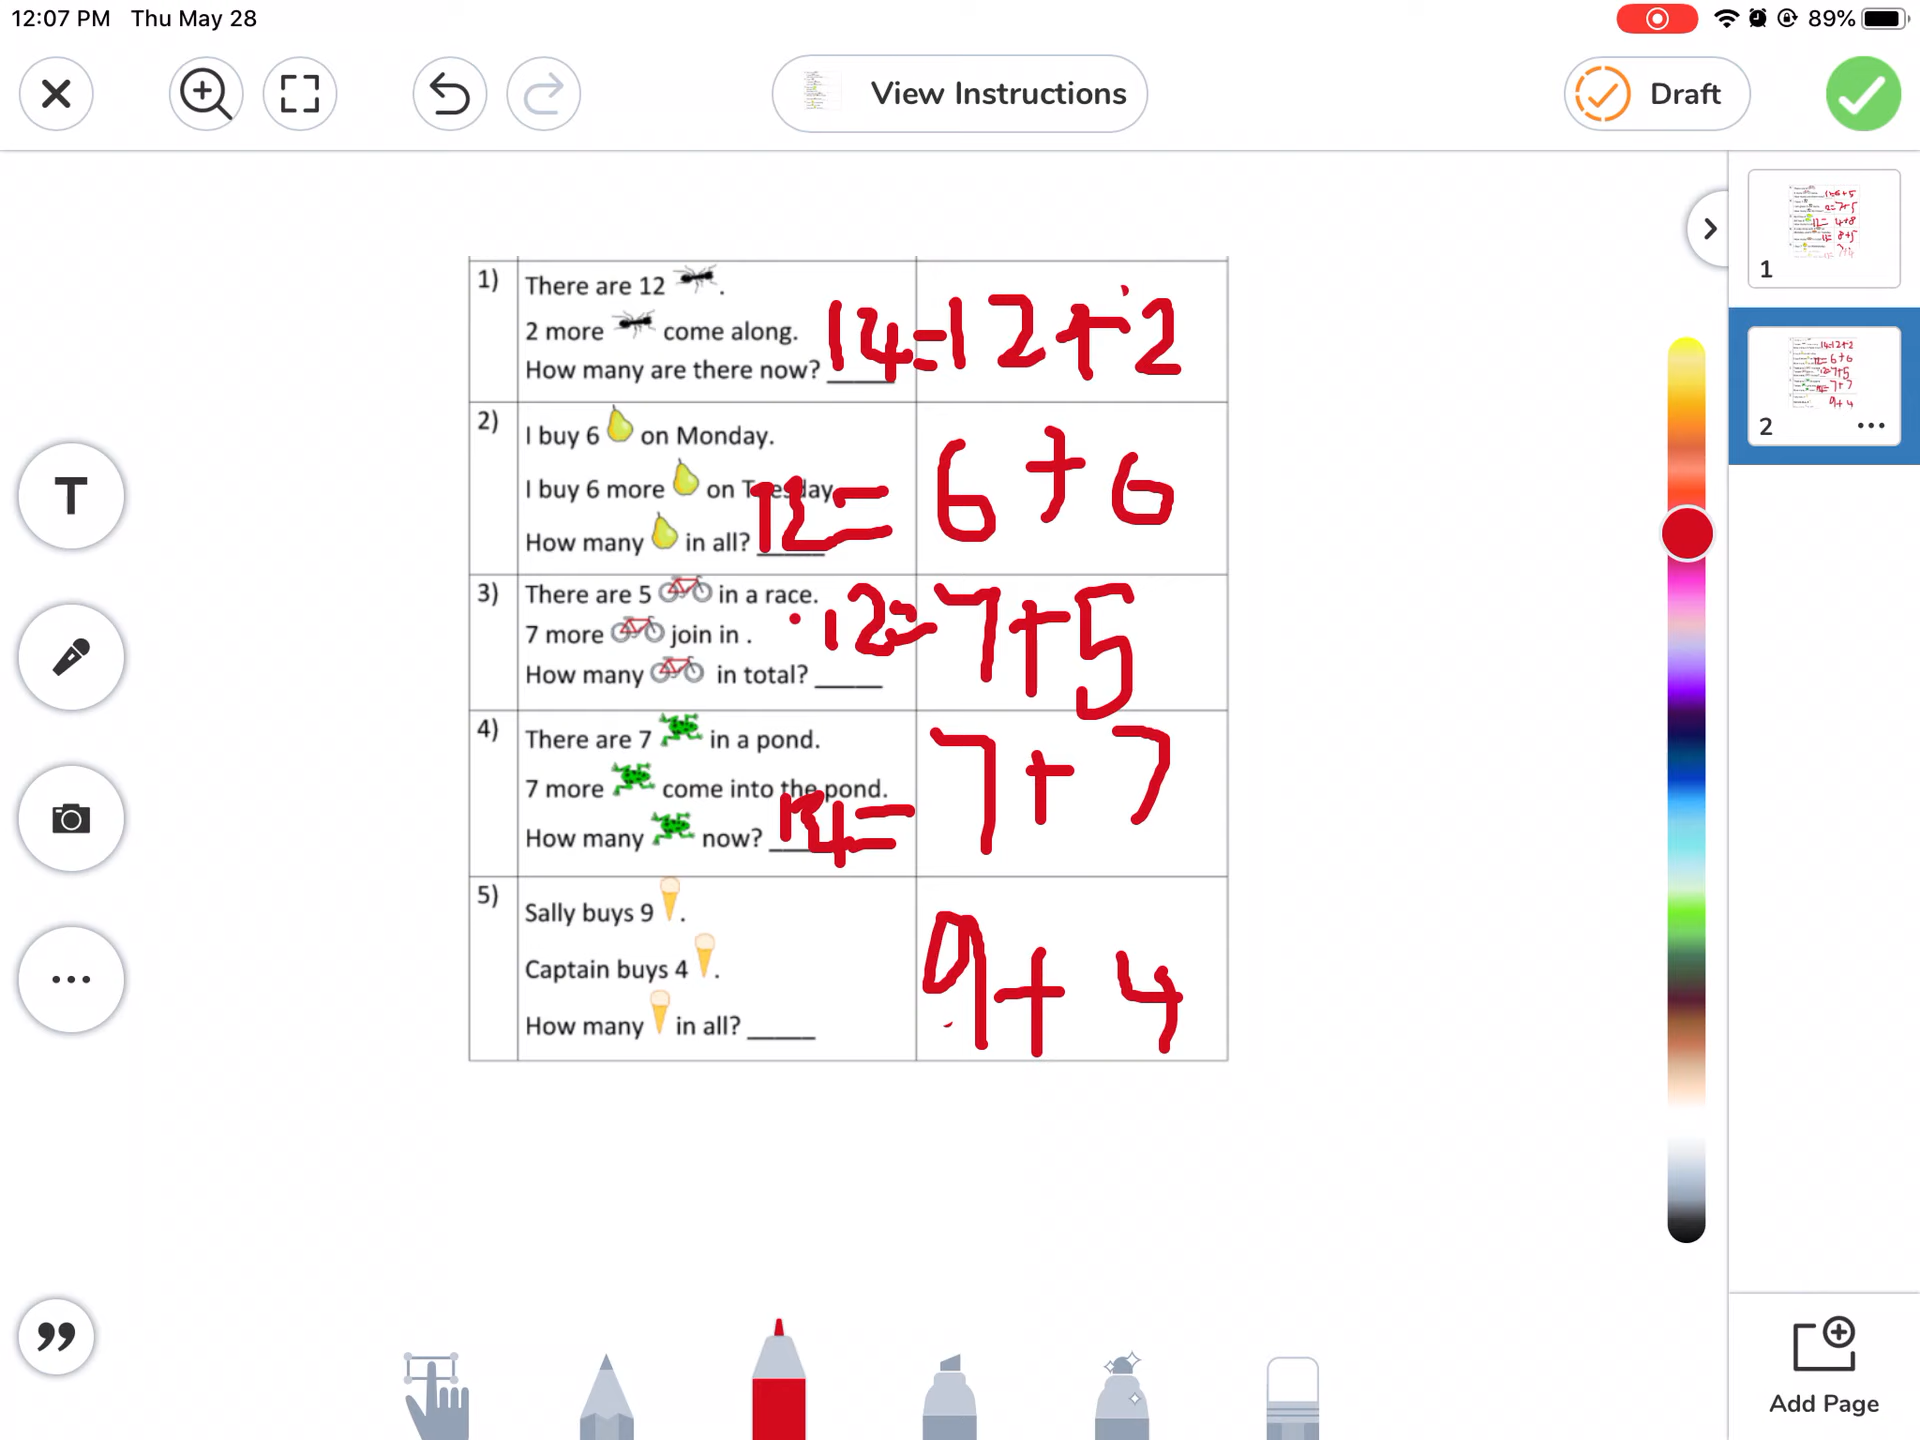 12:07 PM Thu May 28
89%
View Instructions
Draft
1) There are 12 .
2 more come along.
How many are there now? _____
14=12+2
2) I buy 6 on Monday.
I buy 6 more on Tuesday
How many in all? _____
12= 6+6
3) There are 5 in a race.
7 more join in .
How many in total? _____
12=7+5
4) There are 7 in a pond.
7 more come into the pond.
How many now? _____
14= 7+7
5) Sally buys 9 .
Captain buys 4 .
How many in all? _____
9+4
T
1
2
Add Page